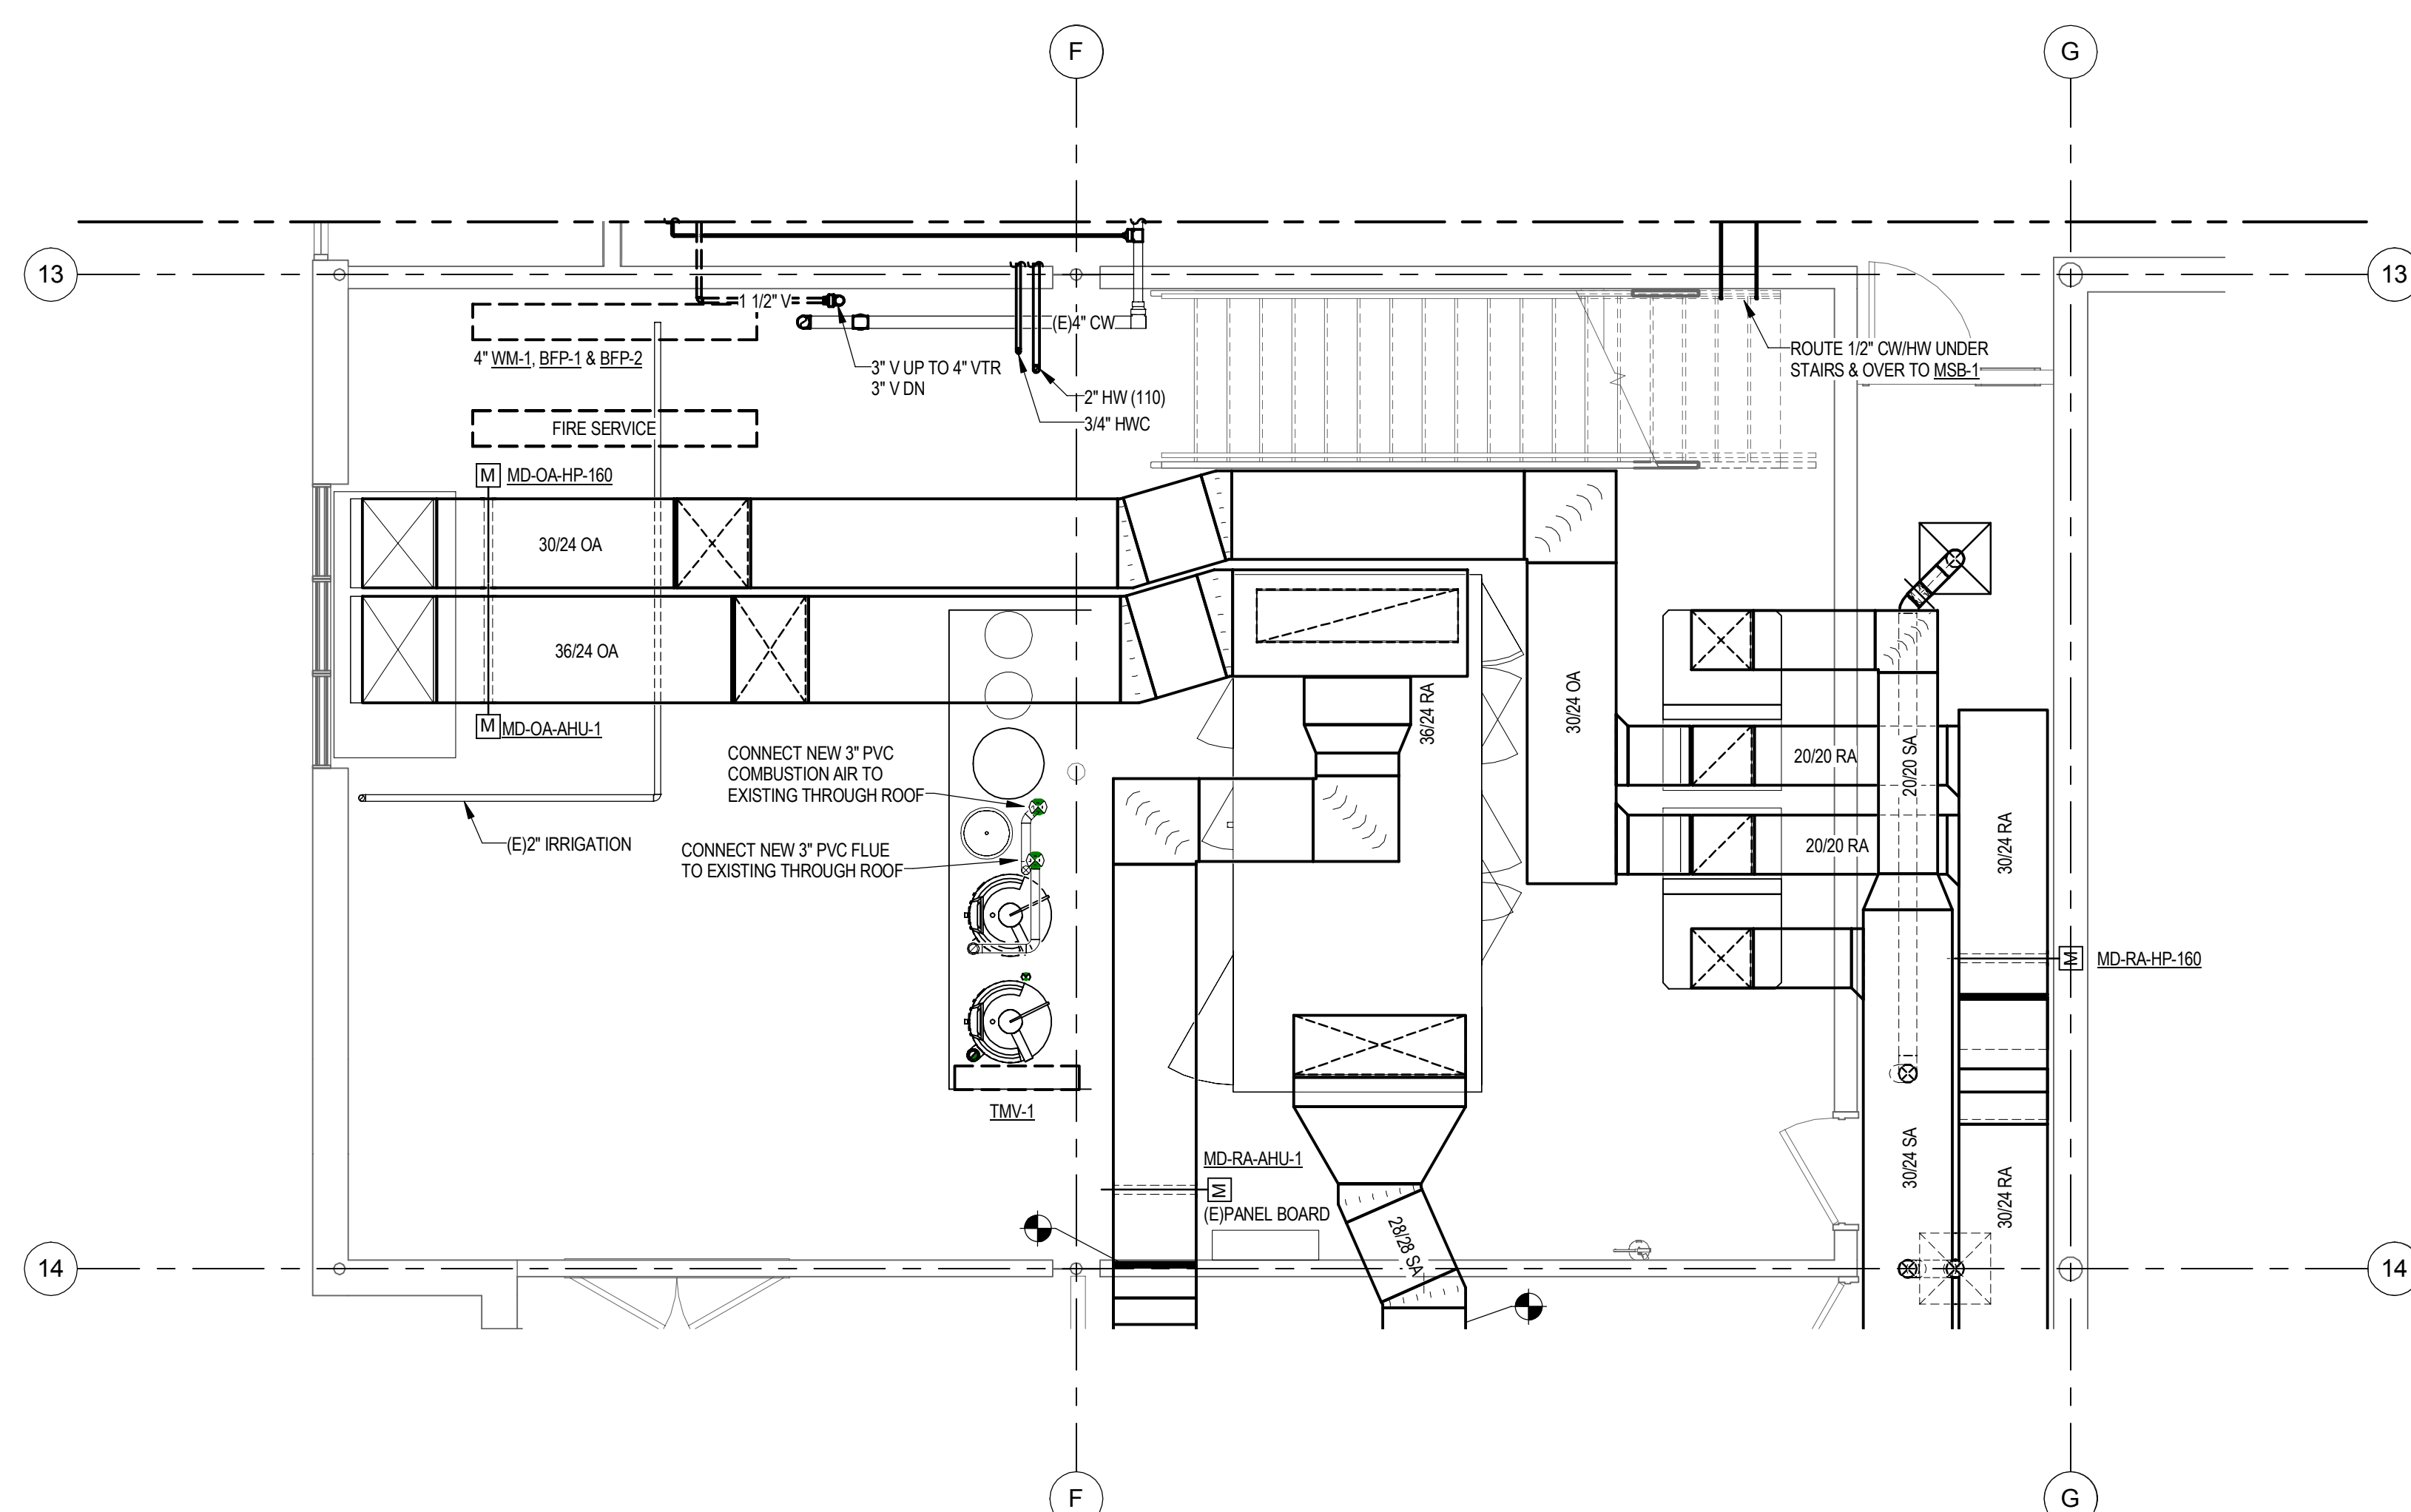 F
G
13
13
1 1/2" V
(E)4" CW
4" WM-1, BFP-1 & BFP-2
3" V UP TO 4" VTR
3" V DN
2" HW (110)
3/4" HWC
ROUTE 1/2" CW/HW UNDER
STAIRS & OVER TO MSB-1
FIRE SERVICE
M
MD-OA-HP-160
30/24 OA
36/24 OA
M
MD-OA-AHU-1
36/24 RA
30/24 OA
20/20 RA
20/20 SA
20/20 RA
30/24 RA
CONNECT NEW 3" PVC
COMBUSTION AIR TO
EXISTING THROUGH ROOF
(E)2" IRRIGATION
CONNECT NEW 3" PVC FLUE
TO EXISTING THROUGH ROOF
M
MD-RA-HP-160
TMV-1
MD-RA-AHU-1
M
(E)PANEL BOARD
28/28 SA
30/24 SA
30/24 RA
14
14
F
G